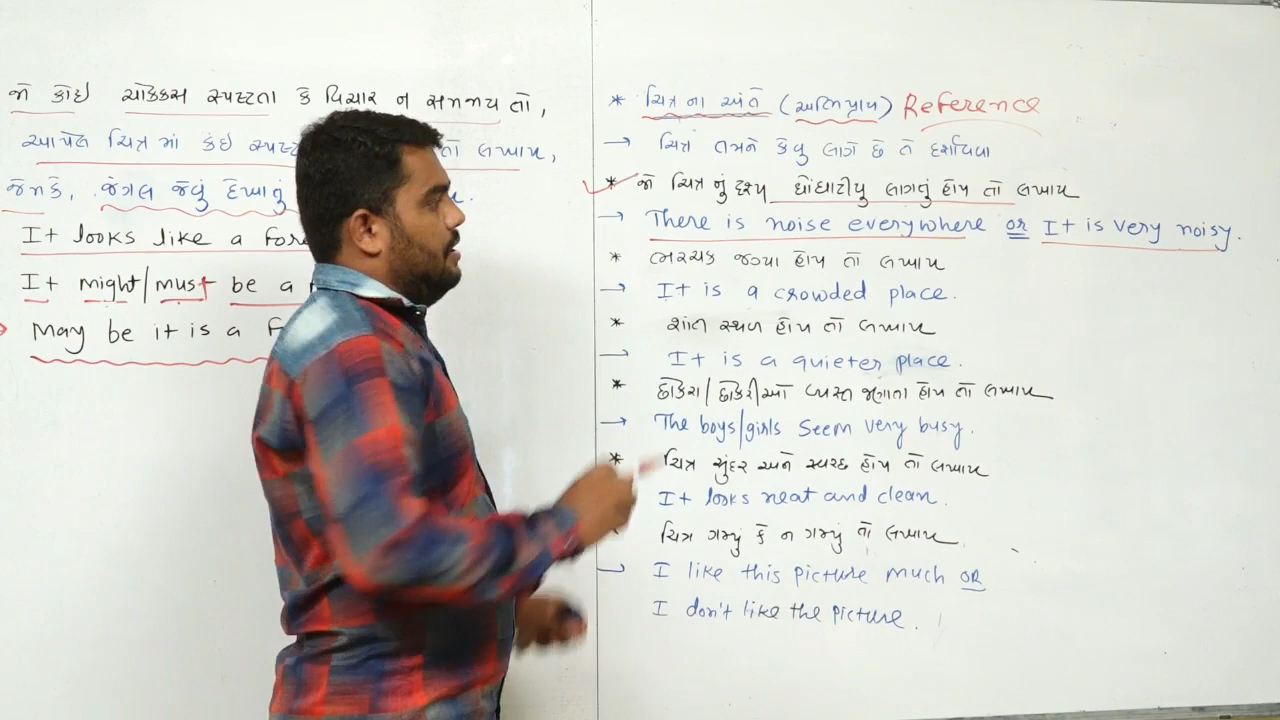 જો કોઇ ચોક્કસ સ્પષ્ટતા કે વિચાર ન સમજાય તો,
આપેલ ચિત્ર માં કંઇ તો લખાય,
જેમકે, જંગલ જેવું દેખાતું
It looks like a
It might/must be a
May be it is a
* ચિત્ર ના અંતે (અભિપ્રાય) Reference
→ ચિત્ર તમને કેવુ લાગે છે તે દર્શાવવા
* જો ચિત્ર નું દ્રશ્ય ઘોંઘાટીયુ લાગતું હોય તો લખાય
→ There is noise everywhere or It is very noisy.
* ભરચક જગ્યા હોય તો લખાય
→ It is a crowded place.
* શાંત સ્થળ હોય તો લખાય
→ It is a quieter place.
* છોકરા/છોકરીઓ વ્યસ્ત જણાતા હોય તો લખાય
→ The boys/girls seem very busy.
* ચિત્ર સુંદર અને સ્વચ્છ હોય તો લખાય
It looks neat and clean.
ચિત્ર ગમ્યું કે ન ગમ્યું તો લખાય
→ I like this picture much OR
I don't like the picture.